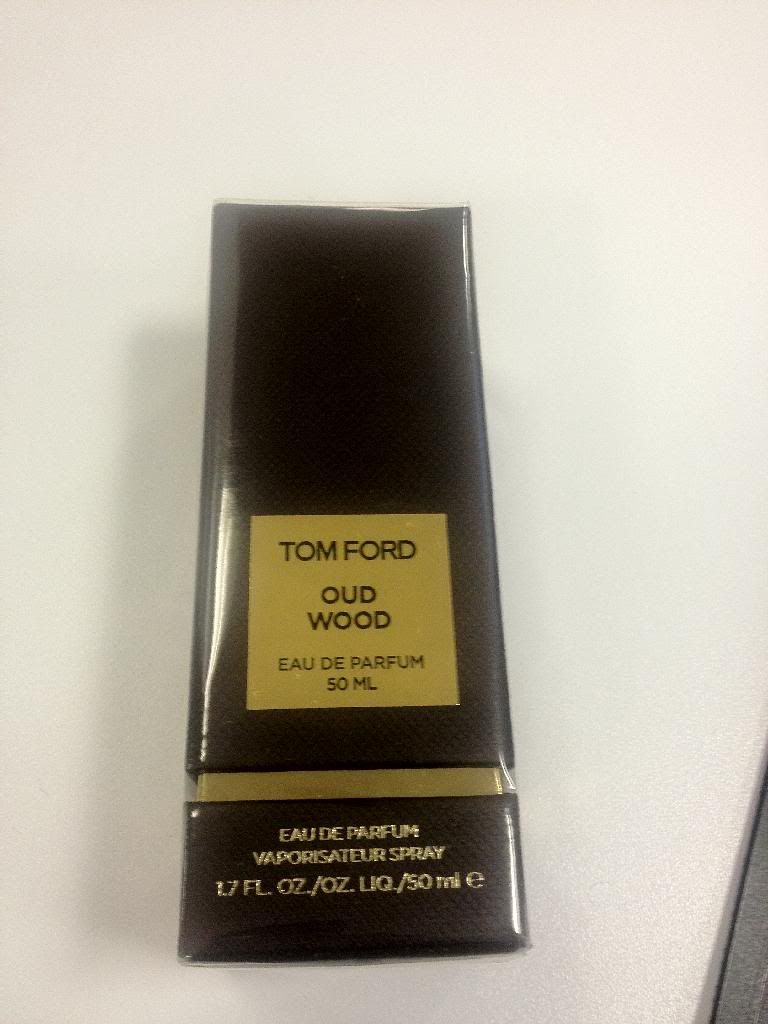 TOM FORD
OUD
WOOD
EAU DE PARFUM
50 ML
EAU DE PARFUM
VAPORISATEUR SPRAY
1.7 FL. OZ./OZ. LIQ./50 ml ℮